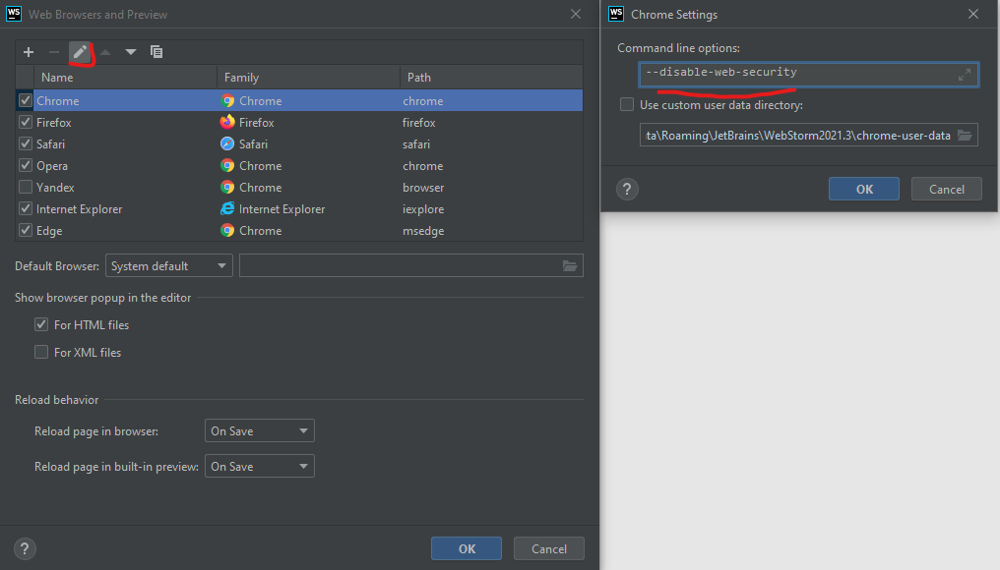 WS Web Browsers and Preview
Name Family Path
Chrome Chrome chrome
Firefox Firefox firefox
Safari Safari safari
Opera Chrome chrome
Yandex Chrome browser
Internet Explorer Internet Explorer iexplore
Edge Chrome msedge
Default Browser: System default
Show browser popup in the editor
For HTML files
For XML files
Reload behavior
Reload page in browser: On Save
Reload page in built-in preview: On Save
? OK Cancel
WS Chrome Settings
Command line options:
--disable-web-security
Use custom user data directory:
ta\Roaming\JetBrains\WebStorm2021.3\chrome-user-data
? OK Cancel